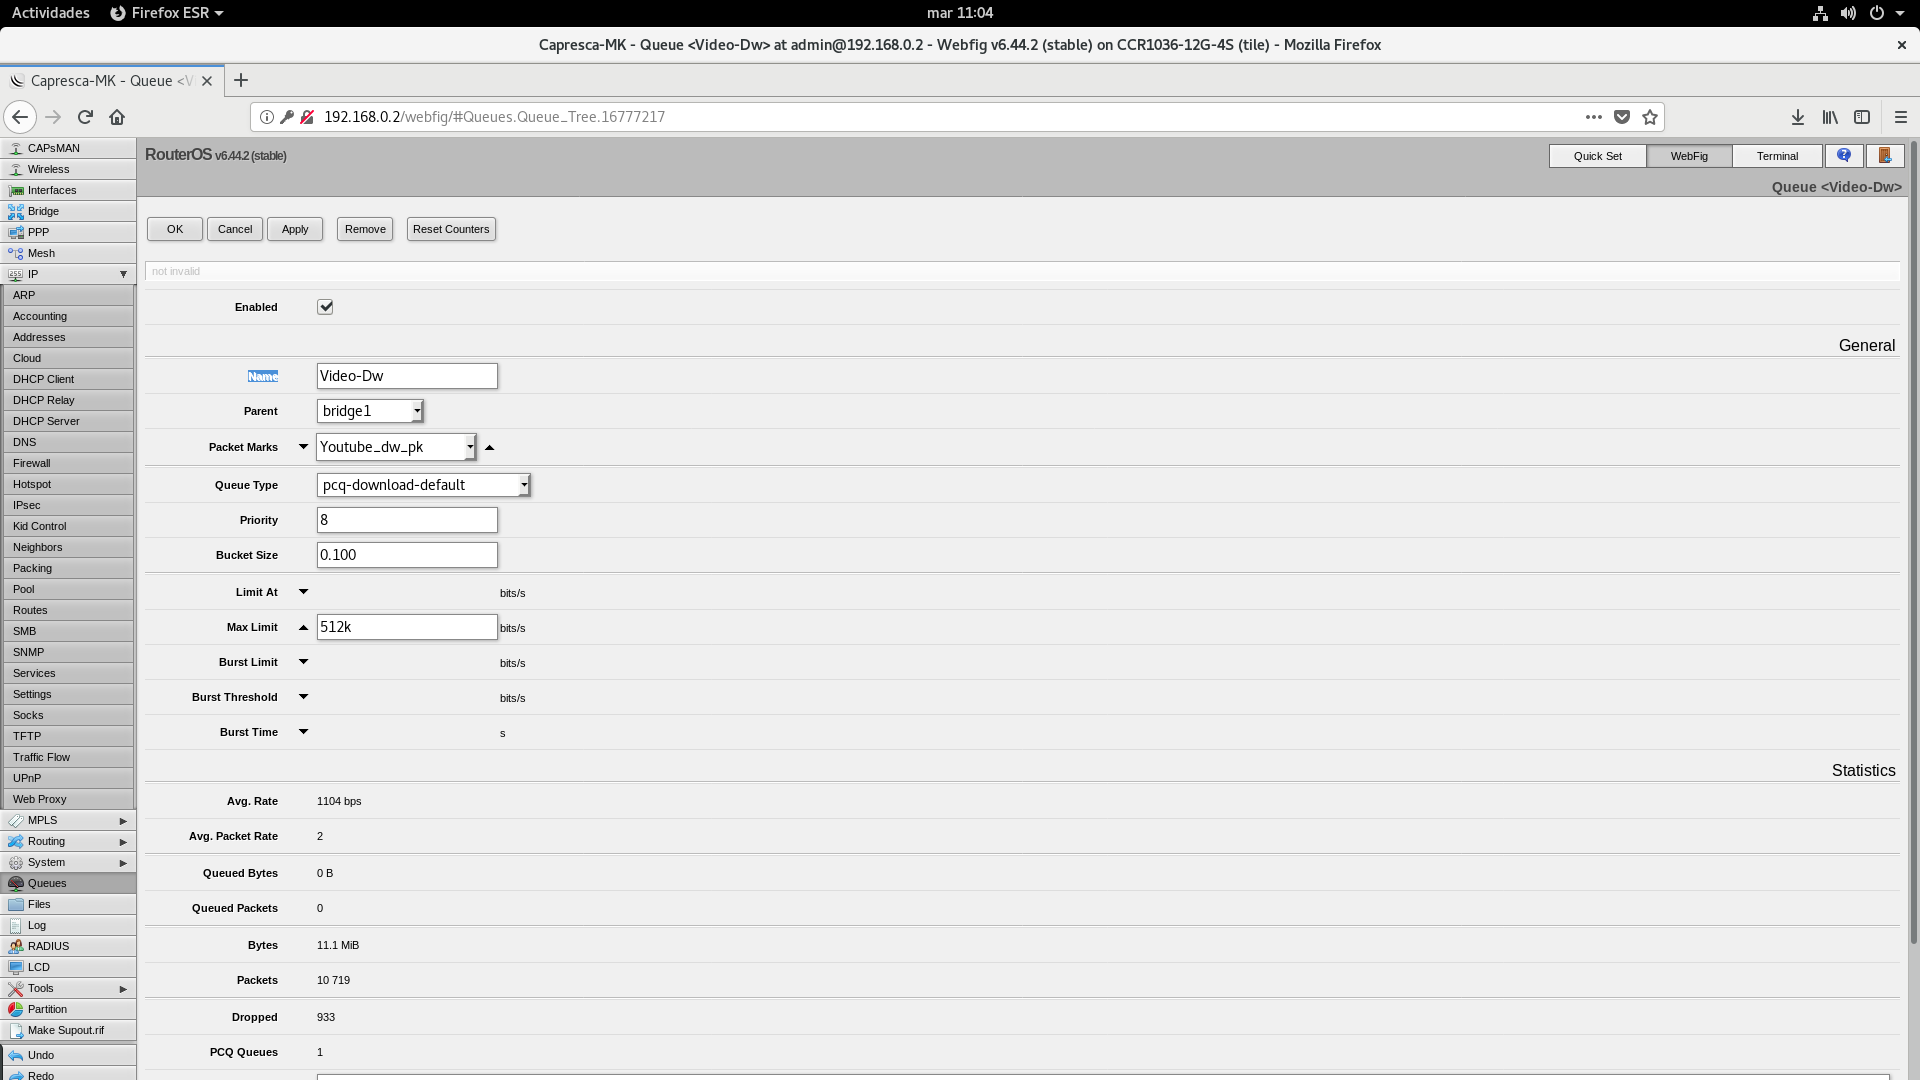 Actividades Firefox ESR mar 11:04
Capresca-MK - Queue <Video-Dw> at admin@192.168.0.2 - Webfig v6.44.2 (stable) on CCR1036-12G-4S (tile) - Mozilla Firefox
Capresca-MK - Queue <V
192.168.0.2/webfig/#Queues.Queue_Tree.16777217
CAPsMAN
Wireless
Interfaces
Bridge
PPP
Mesh
IP
ARP
Accounting
Addresses
Cloud
DHCP Client
DHCP Relay
DHCP Server
DNS
Firewall
Hotspot
IPsec
Kid Control
Neighbors
Packing
Pool
Routes
SMB
SNMP
Services
Settings
Socks
TFTP
Traffic Flow
UPnP
Web Proxy
MPLS
Routing
System
Queues
Files
Log
RADIUS
LCD
Tools
Partition
Make Supout.rif
Undo
Redo
RouterOS v6.44.2 (stable)
Quick Set WebFig Terminal
Queue <Video-Dw>
OK Cancel Apply Remove Reset Counters
not invalid
Enabled
General
Name Video-Dw
Parent bridge1
Packet Marks Youtube_dw_pk
Queue Type pcq-download-default
Priority 8
Bucket Size 0.100
Limit At bits/s
Max Limit 512k bits/s
Burst Limit bits/s
Burst Threshold bits/s
Burst Time s
Statistics
Avg. Rate 1104 bps
Avg. Packet Rate 2
Queued Bytes 0 B
Queued Packets 0
Bytes 11.1 MiB
Packets 10 719
Dropped 933
PCQ Queues 1